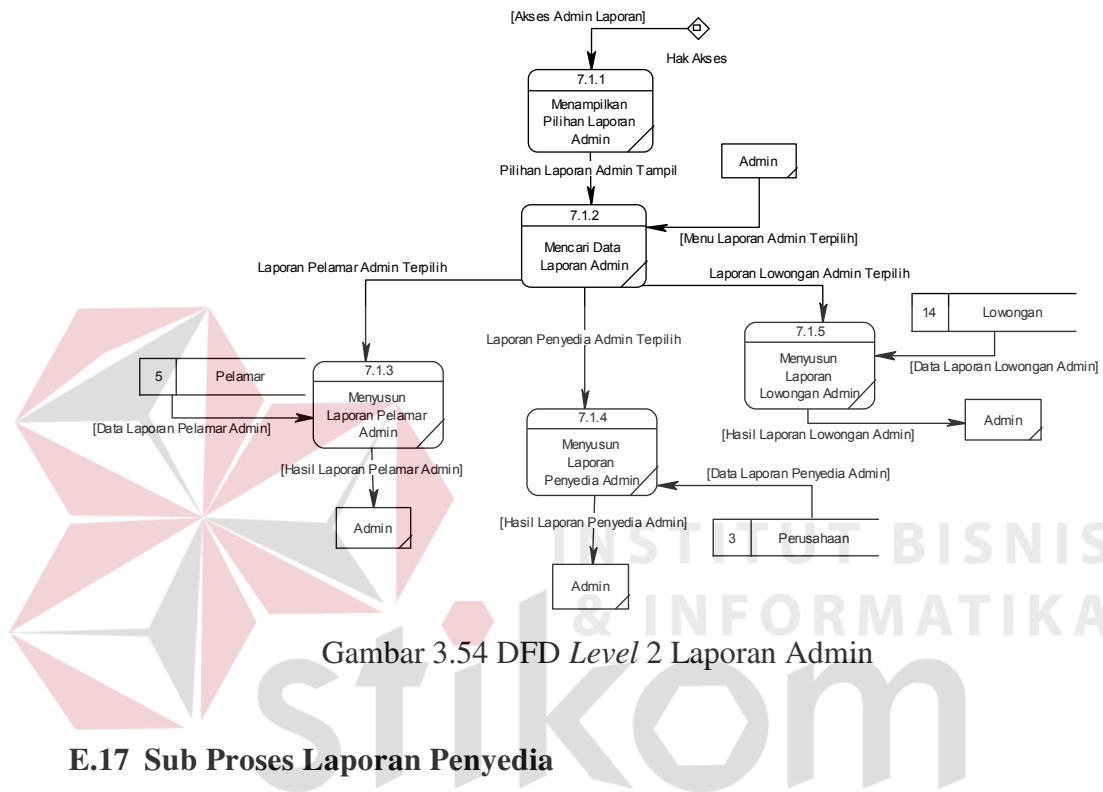 [Akses Admin Laporan]
Hak Akses
7.1.1
Menampilkan
Pilihan Laporan
Admin
Pilihan Laporan Admin Tampil
Admin
7.1.2
Mencari Data
Laporan Admin
[Menu Laporan Admin Terpilih]
Laporan Pelamar Admin Terpilih
Laporan Lowongan Admin Terpilih
Laporan Penyedia Admin Terpilih
14 Lowongan
7.1.5
Menyusun
Laporan
Lowongan Admin
[Data Laporan Lowongan Admin]
5 Pelamar
7.1.3
Menyusun
Laporan Pelamar
Admin
[Data Laporan Pelamar Admin]
[Hasil Laporan Lowongan Admin]
Admin
7.1.4
Menyusun
Laporan
Penyedia Admin
[Hasil Laporan Pelamar Admin]
[Data Laporan Penyedia Admin]
Admin
[Hasil Laporan Penyedia Admin]
3 Perusahaan
Admin
INSTITUT BISNIS
& INFORMATIKA
stikom
Gambar 3.54 DFD Level 2 Laporan Admin
E.17 Sub Proses Laporan Penyedia